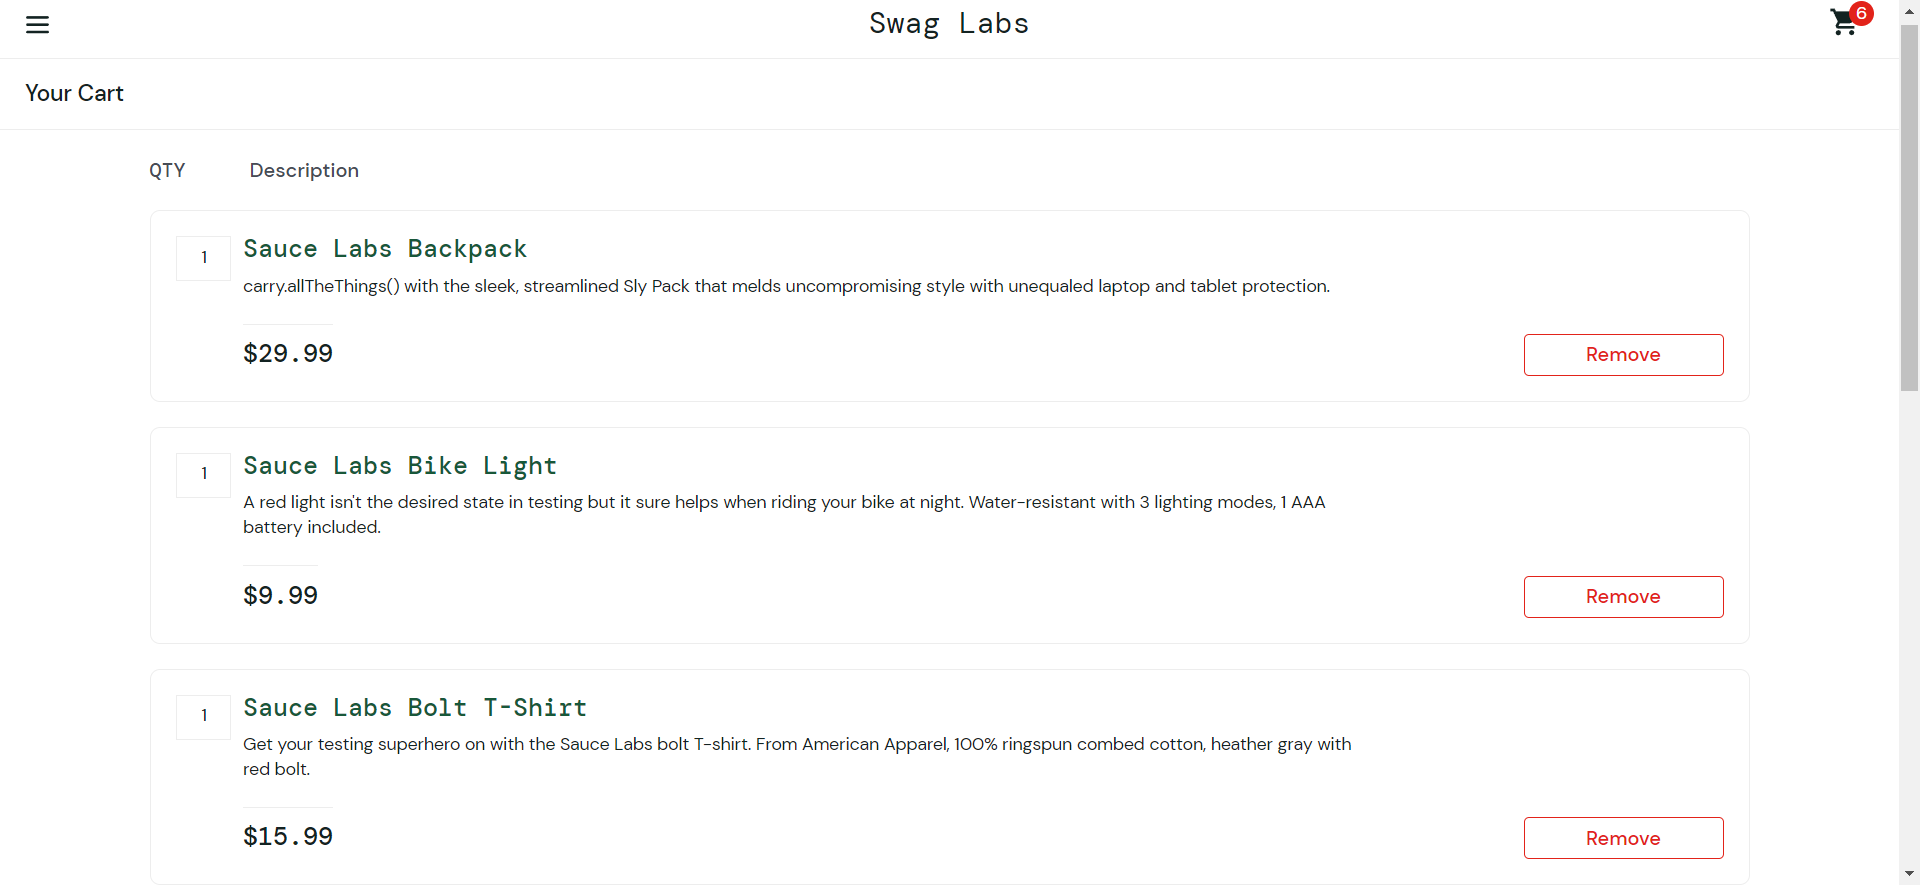 Swag Labs
6
Your Cart
QTY Description
1
Sauce Labs Backpack
carry.allTheThings() with the sleek, streamlined Sly Pack that melds uncompromising style with unequaled laptop and tablet protection.
$29.99
Remove
1
Sauce Labs Bike Light
A red light isn't the desired state in testing but it sure helps when riding your bike at night. Water-resistant with 3 lighting modes, 1 AAA
battery included.
$9.99
Remove
1
Sauce Labs Bolt T-Shirt
Get your testing superhero on with the Sauce Labs bolt T-shirt. From American Apparel, 100% ringspun combed cotton, heather gray with
red bolt.
$15.99
Remove